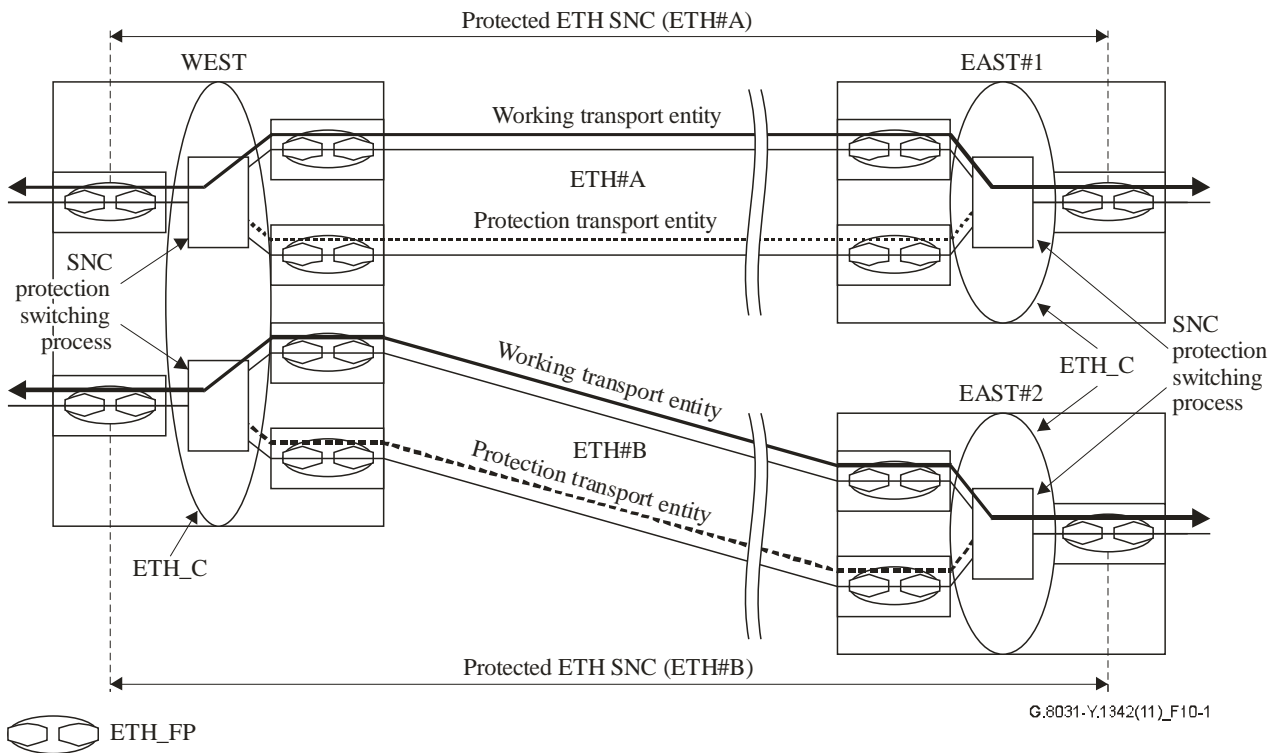 Protected ETH SNC (ETH#A)
WEST
EAST#1
Working transport entity
ETH#A
Protection transport entity
SNC
protection
switching
process
SNC
protection
switching
process
ETH_C
Working transport entity
EAST#2
ETH#B
Protection transport entity
ETH_C
Protected ETH SNC (ETH#B)
G.8031-Y.1342(11)_F10-1
ETH_FP